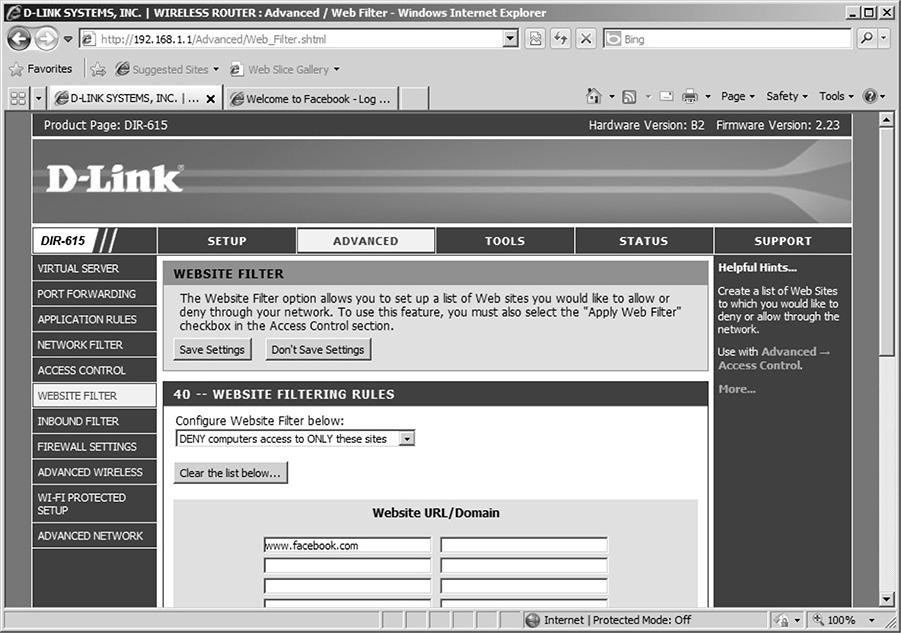 D-LINK SYSTEMS, INC. | WIRELESS ROUTER : Advanced / Web Filter - Windows Internet Explorer
http://192.168.1.1/Advanced/Web_Filter.shtml
Bing
Favorites
Suggested Sites
Web Slice Gallery
D-LINK SYSTEMS, INC. | ...
Welcome to Facebook - Log ...
Page
Safety
Tools
Product Page: DIR-615
Hardware Version: B2 Firmware Version: 2.23
D-Link®
DIR-615
SETUP
ADVANCED
TOOLS
STATUS
SUPPORT
VIRTUAL SERVER
PORT FORWARDING
APPLICATION RULES
NETWORK FILTER
ACCESS CONTROL
WEBSITE FILTER
INBOUND FILTER
FIREWALL SETTINGS
ADVANCED WIRELESS
WI-FI PROTECTED
SETUP
ADVANCED NETWORK
WEBSITE FILTER
The Website Filter option allows you to set up a list of Web sites you would like to allow or
deny through your network. To use this feature, you must also select the "Apply Web Filter"
checkbox in the Access Control section.
Save Settings
Don't Save Settings
40 -- WEBSITE FILTERING RULES
Configure Website Filter below:
DENY computers access to ONLY these sites
Clear the list below...
Website URL/Domain
www.facebook.com
Helpful Hints...
Create a list of Web Sites
to which you would like to
deny or allow through the
network.
Use with Advanced →
Access Control.
More...
Internet | Protected Mode: Off
100%